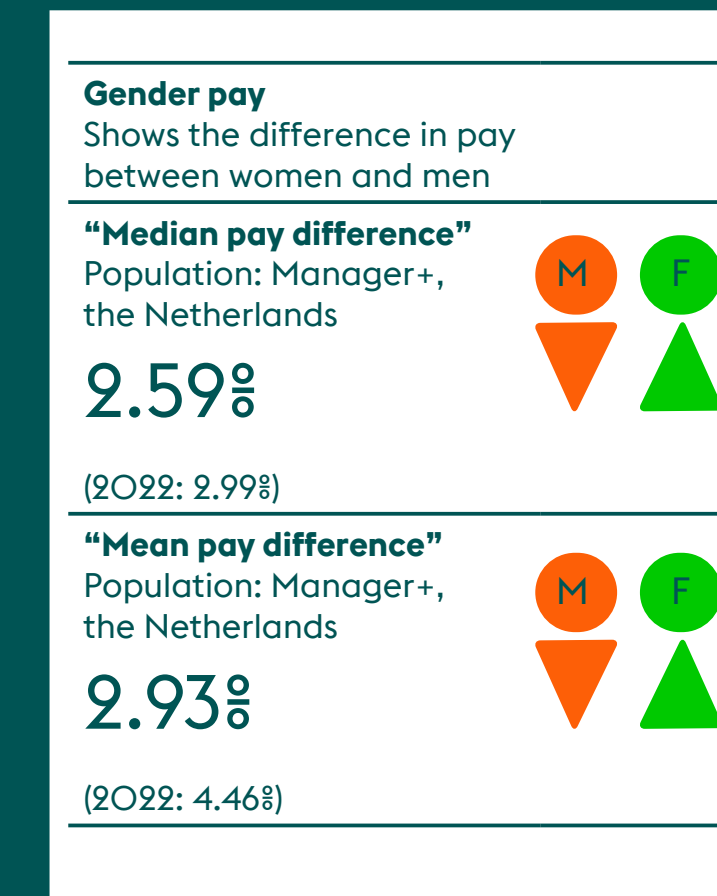 Gender pay
Shows the difference in pay
between women and men
“Median pay difference”
Population: Manager+,
the Netherlands
M F
2.59%
(2022: 2.99%)
“Mean pay difference”
Population: Manager+,
the Netherlands
M F
2.93%
(2022: 4.46%)